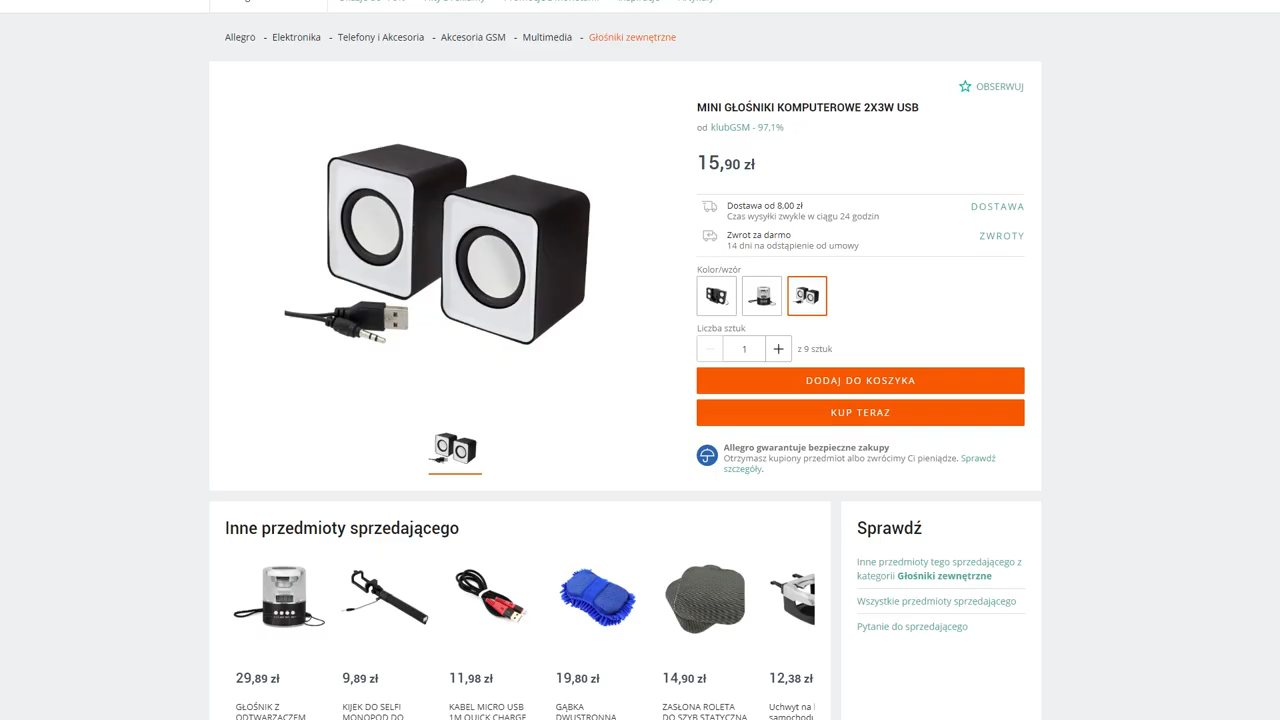 Allegro - Elektronika - Telefony i Akcesoria - Akcesoria GSM - Multimedia - Głośniki zewnętrzne
OBSERWUJ
MINI GŁOŚNIKI KOMPUTEROWE 2X3W USB
od klubGSM - 97,1%
15,90 zł
Dostawa od 8,00 zł
Czas wysyłki zwykle w ciągu 24 godzin
DOSTAWA
Zwrot za darmo
14 dni na odstąpienie od umowy
ZWROTY
Kolor/wzór
Liczba sztuk
— 1 + z 9 sztuk
DODAJ DO KOSZYKA
KUP TERAZ
Allegro gwarantuje bezpieczne zakupy
Otrzymasz kupiony przedmiot albo zwrócimy Ci pieniądze. Sprawdź
szczegóły.
Inne przedmioty sprzedającego
29,89 zł
GŁOŚNIK Z
ODTWARZACZEM
9,89 zł
KIJEK DO SELFI
MONOPOD DO
11,98 zł
KABEL MICRO USB
1M QUICK CHARGE
19,80 zł
GĄBKA
DWUSTRONNA
14,90 zł
ZASŁONA ROLETA
DO SZYB STATYCZNA
12,38 zł
Uchwyt na
Sprawdź
Inne przedmioty tego sprzedającego z
kategorii Głośniki zewnętrzne
Wszystkie przedmioty sprzedającego
Pytanie do sprzedającego